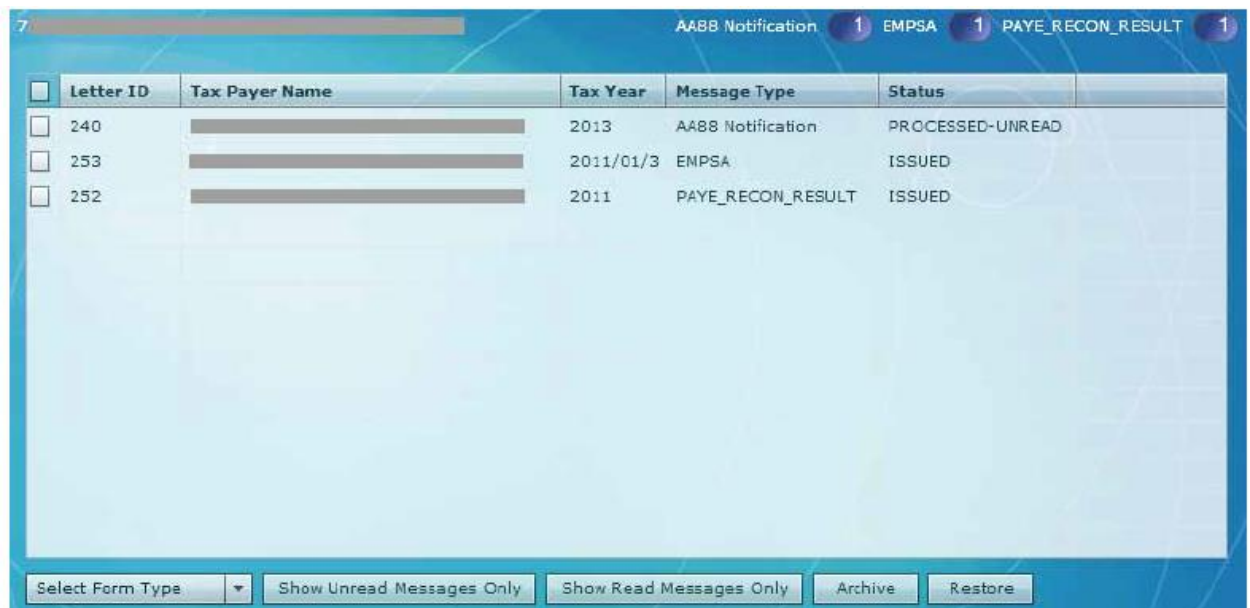 7 AA88 Notification 1 EMPSA 1 PAYE_RECON_RESULT 1
Letter ID Tax Payer Name Tax Year Message Type Status
240 2013 AA88 Notification PROCESSED-UNREAD
253 2011/01/3 EMPSA ISSUED
252 2011 PAYE_RECON_RESULT ISSUED
Select Form Type Show Unread Messages Only Show Read Messages Only Archive Restore